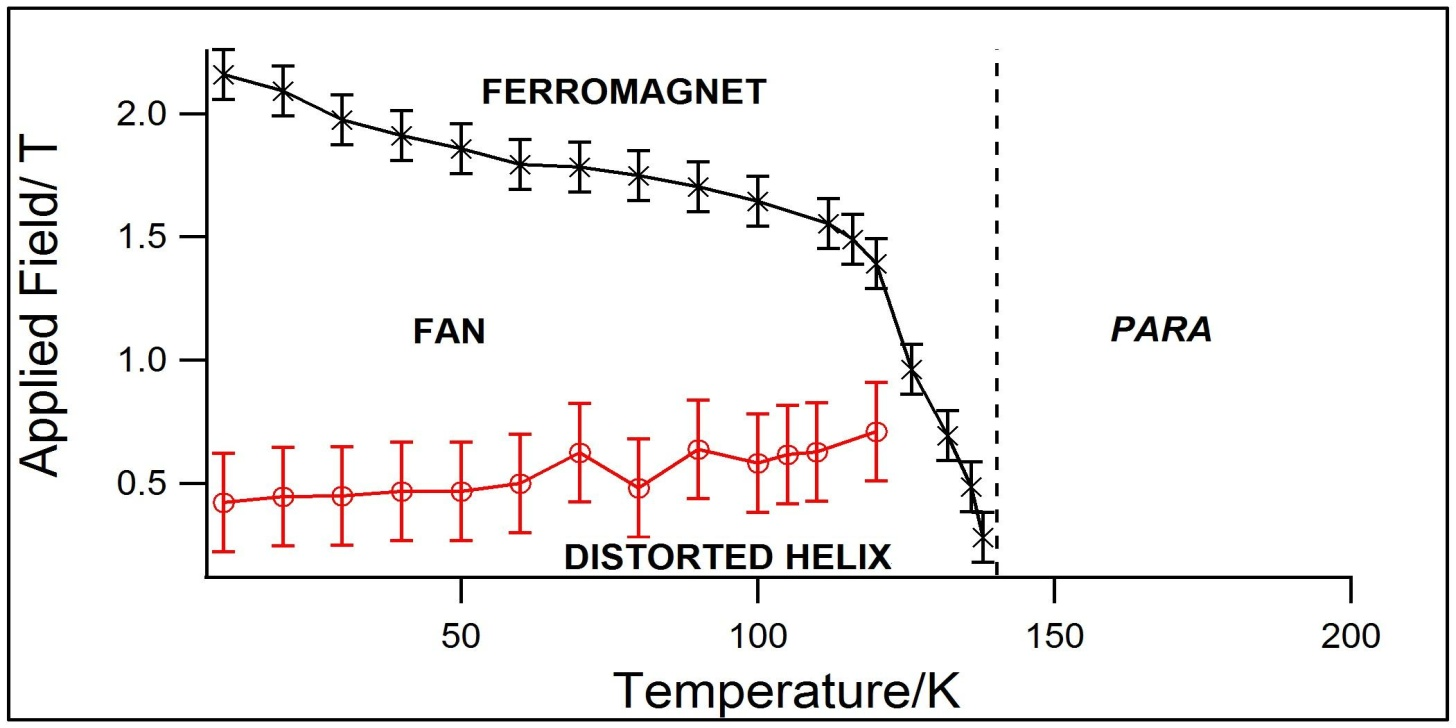 FERROMAGNET
2.0
1.5
Applied Field/ T
FAN
PARA
1.0
0.5
DISTORTED HELIX
50
100
150
200
Temperature/K